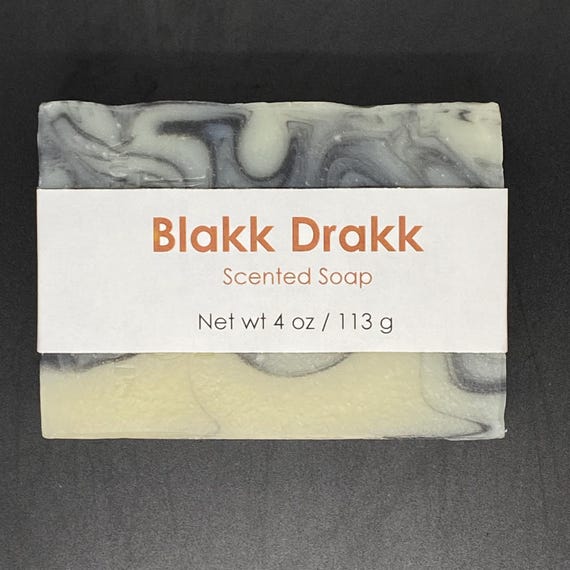 Blakk Drakk
Scented Soap
Net wt 4 oz / 113 g